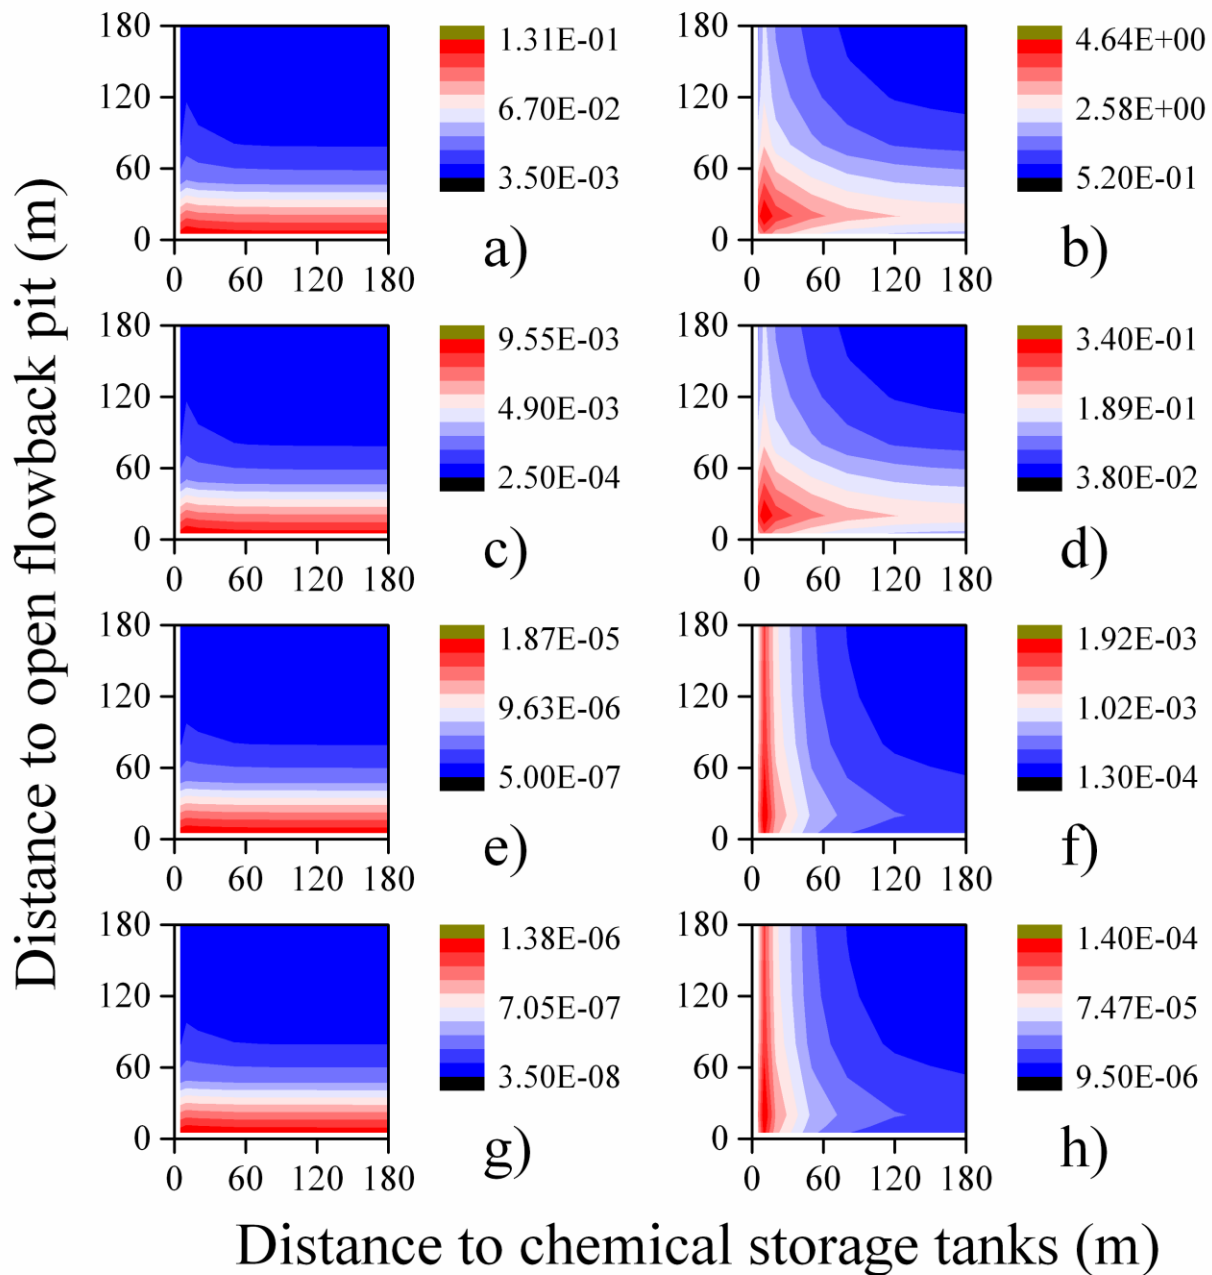 Distance to open flowback pit (m)
180
120
60
0
0 60 120 180
1.31E-01
6.70E-02
3.50E-03
a)
180
120
60
0
0 60 120 180
4.64E+00
2.58E+00
5.20E-01
b)
180
120
60
0
0 60 120 180
9.55E-03
4.90E-03
2.50E-04
c)
180
120
60
0
0 60 120 180
3.40E-01
1.89E-01
3.80E-02
d)
180
120
60
0
0 60 120 180
1.87E-05
9.63E-06
5.00E-07
e)
180
120
60
0
0 60 120 180
1.92E-03
1.02E-03
1.30E-04
f)
180
120
60
0
0 60 120 180
1.38E-06
7.05E-07
3.50E-08
g)
180
120
60
0
0 60 120 180
1.40E-04
7.47E-05
9.50E-06
h)
Distance to chemical storage tanks (m)